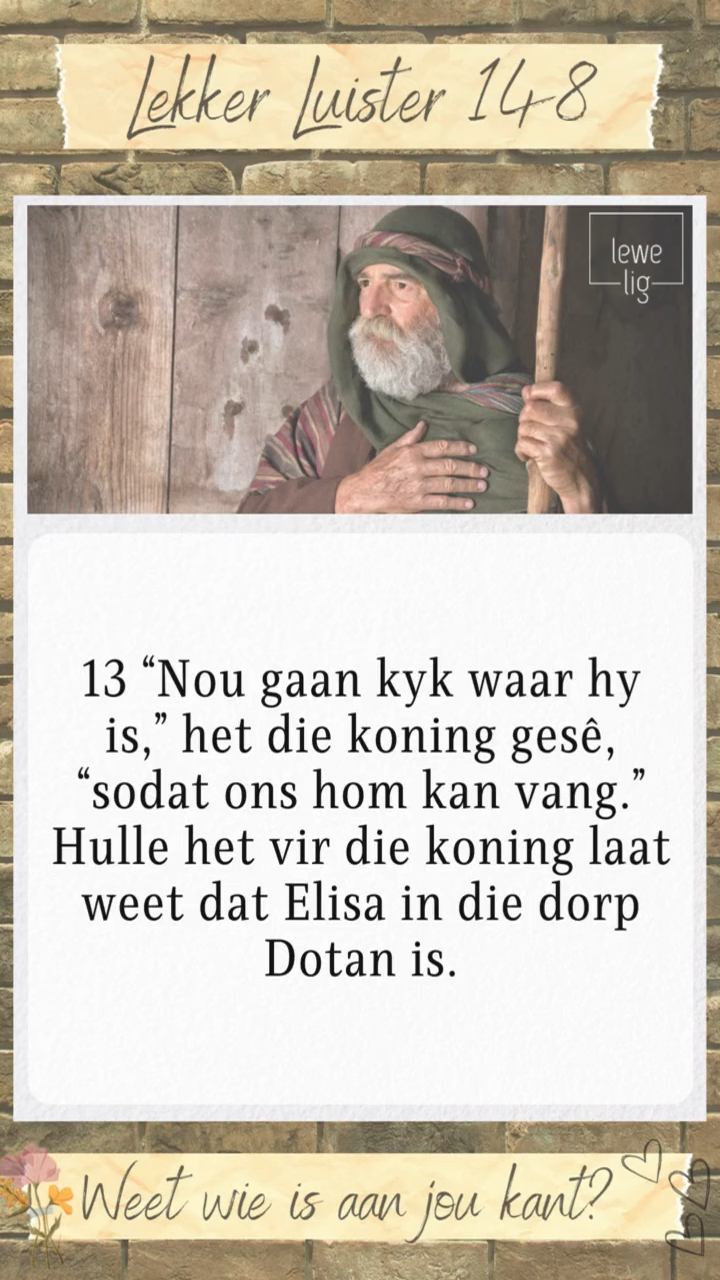 Lekker Luister 148
lewe
lig
13 “Nou gaan kyk waar hy
is,” het die koning gesê,
“sodat ons hom kan vang.”
Hulle het vir die koning laat
weet dat Elisa in die dorp
Dotan is.
Weet wie is aan jou kant?